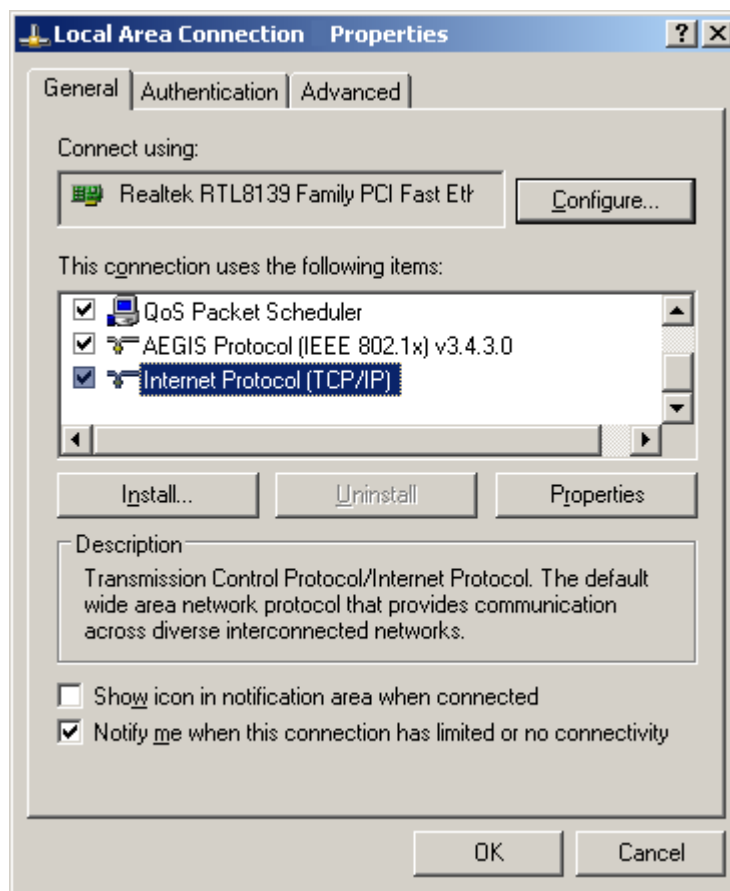 Local Area Connection Properties
General Authentication Advanced
Connect using:
Realtek RTL8139 Family PCI Fast Eth
Configure...
This connection uses the following items:
QoS Packet Scheduler
AEGIS Protocol (IEEE 802.1x) v3.4.3.0
Internet Protocol (TCP/IP)
Install... Uninstall Properties
Description
Transmission Control Protocol/Internet Protocol. The default
wide area network protocol that provides communication
across diverse interconnected networks.
Show icon in notification area when connected
Notify me when this connection has limited or no connectivity
OK Cancel